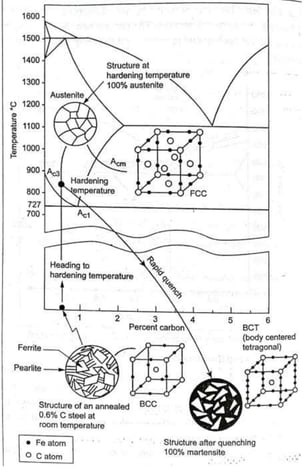 1600
1500
1400
1300
1200
1100
1000
900
800
727
700
Temperature °C
Structure at
hardening temperature
100% austenite
Austenite
Acm
FCC
Ac3
Hardening
temperature
Ac1
Heading to
hardening temperature
Rapid quench
1 2 3 4 5 6
Percent carbon
BCT
(body centered
tetragonal)
Ferrite
Pearlite
BCC
Structure of an annealed
0.6% C steel at
room temperature
Structure after quenching
100% martensite
Fe atom
C atom